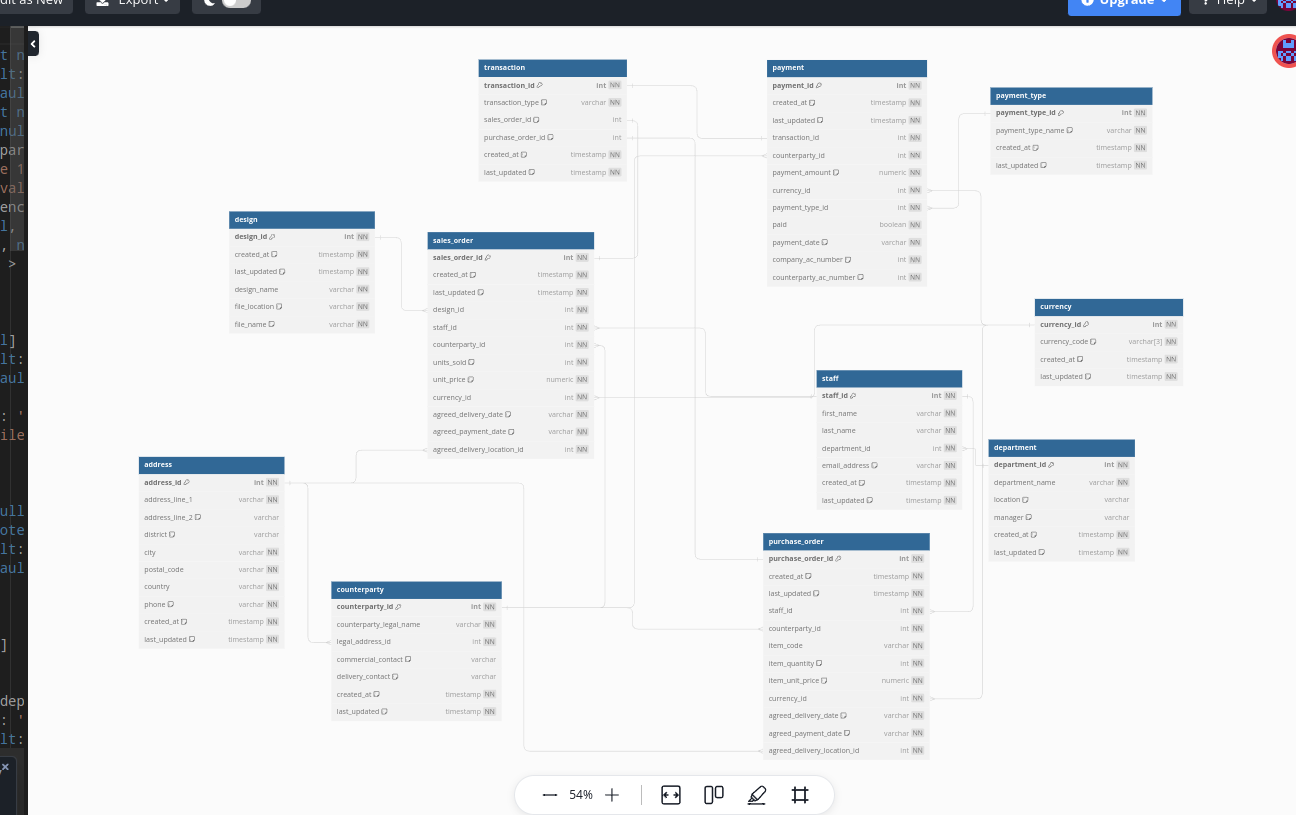 Export
Upgrade
Help
transaction
transaction_id int NN
transaction_type varchar NN
sales_order_id int
purchase_order_id int
created_at timestamp NN
last_updated timestamp NN
payment
payment_id int NN
created_at timestamp NN
last_updated timestamp NN
transaction_id int NN
counterparty_id int NN
payment_amount numeric NN
currency_id int NN
payment_type_id int NN
paid boolean NN
payment_date varchar NN
company_ac_number int NN
counterparty_ac_number int NN
payment_type
payment_type_id int NN
payment_type_name varchar NN
created_at timestamp NN
last_updated timestamp NN
design
design_id int NN
created_at timestamp NN
last_updated timestamp NN
design_name varchar NN
file_location varchar NN
file_name varchar NN
sales_order
sales_order_id int NN
created_at timestamp NN
last_updated timestamp NN
design_id int NN
staff_id int NN
counterparty_id int NN
units_sold int NN
unit_price numeric NN
currency_id int NN
agreed_delivery_date varchar NN
agreed_payment_date varchar NN
agreed_delivery_location_id int NN
currency
currency_id int NN
currency_code varchar[3] NN
created_at timestamp NN
last_updated timestamp NN
staff
staff_id int NN
first_name varchar NN
last_name varchar NN
department_id int NN
email_address varchar NN
created_at timestamp NN
last_updated timestamp NN
department
department_id int NN
department_name varchar NN
location varchar
manager varchar
created_at timestamp NN
last_updated timestamp NN
address
address_id int NN
address_line_1 varchar NN
address_line_2 varchar
district varchar
city varchar NN
postal_code varchar NN
country varchar NN
phone varchar NN
created_at timestamp NN
last_updated timestamp NN
purchase_order
purchase_order_id int NN
created_at timestamp NN
last_updated timestamp NN
staff_id int NN
counterparty_id int NN
item_code varchar NN
item_quantity int NN
item_unit_price numeric NN
currency_id int NN
agreed_delivery_date varchar NN
agreed_payment_date varchar NN
agreed_delivery_location_id int NN
counterparty
counterparty_id int NN
counterparty_legal_name varchar NN
legal_address_id int NN
commercial_contact varchar
delivery_contact varchar
created_at timestamp NN
last_updated timestamp NN
54%